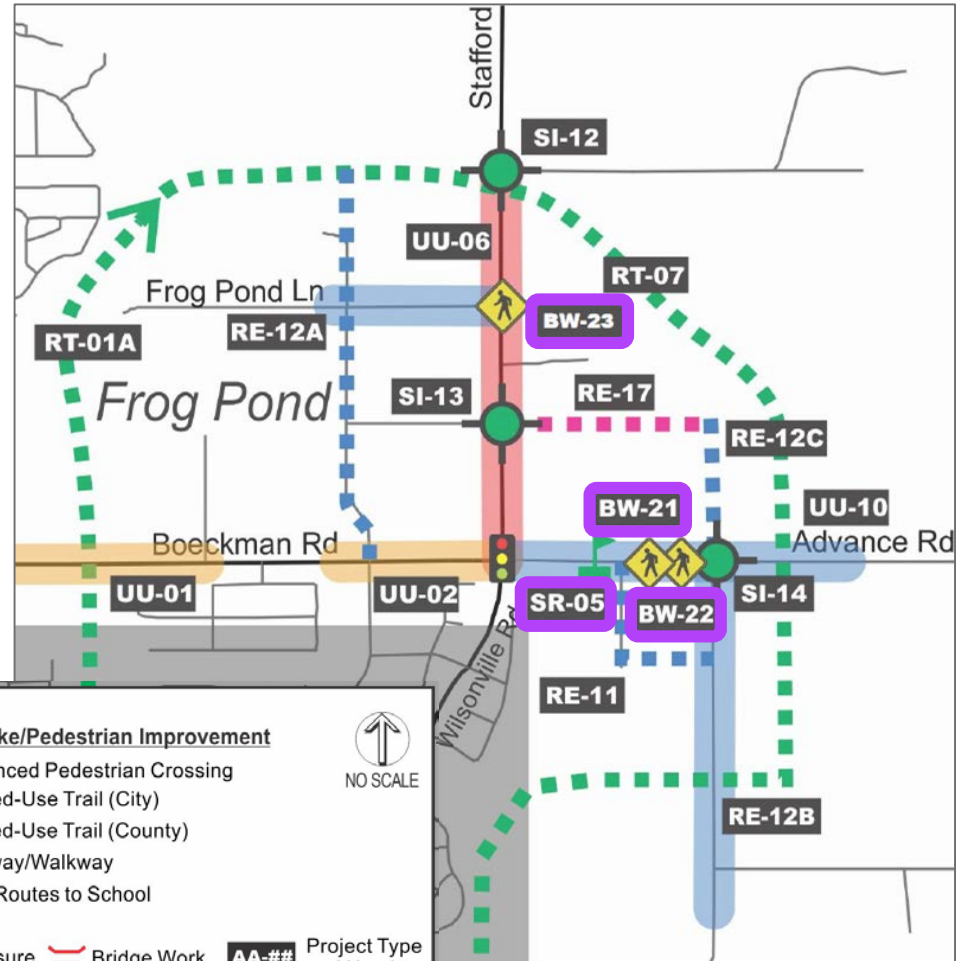 Stafford
SI-12
UU-06
RT-07
Frog Pond Ln
BW-23
RE-12A
RT-01A
SI-13
RE-17
Frog Pond
RE-12C
BW-21
UU-10
Boeckman Rd
Advance Rd
UU-01
UU-02
SR-05
BW-22
SI-14
Wilsonville Rd
RE-11
RE-12B
ke/Pedestrian Improvement
nced Pedestrian Crossing
NO SCALE
ed-Use Trail (City)
ed-Use Trail (County)
way/Walkway
Routes to School
sure
Bridge Work
AA-##
Project Type